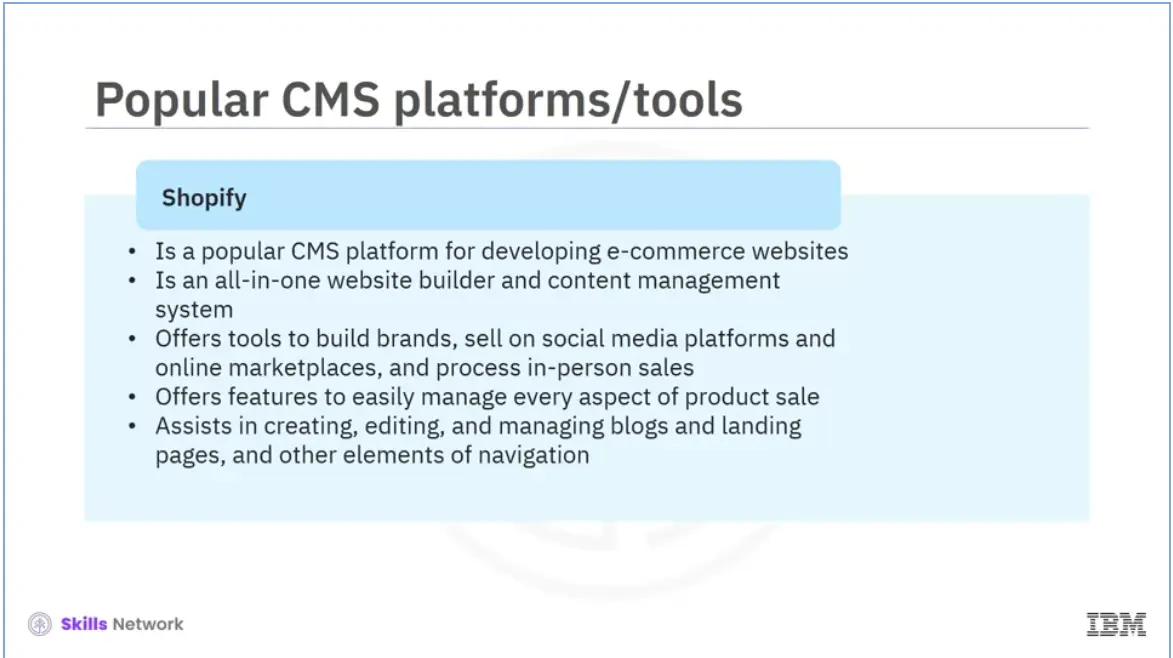 Popular CMS platforms/tools
Shopify
• Is a popular CMS platform for developing e-commerce websites
• Is an all-in-one website builder and content management
system
• Offers tools to build brands, sell on social media platforms and
online marketplaces, and process in-person sales
• Offers features to easily manage every aspect of product sale
• Assists in creating, editing, and managing blogs and landing
pages, and other elements of navigation
Skills Network
IBM